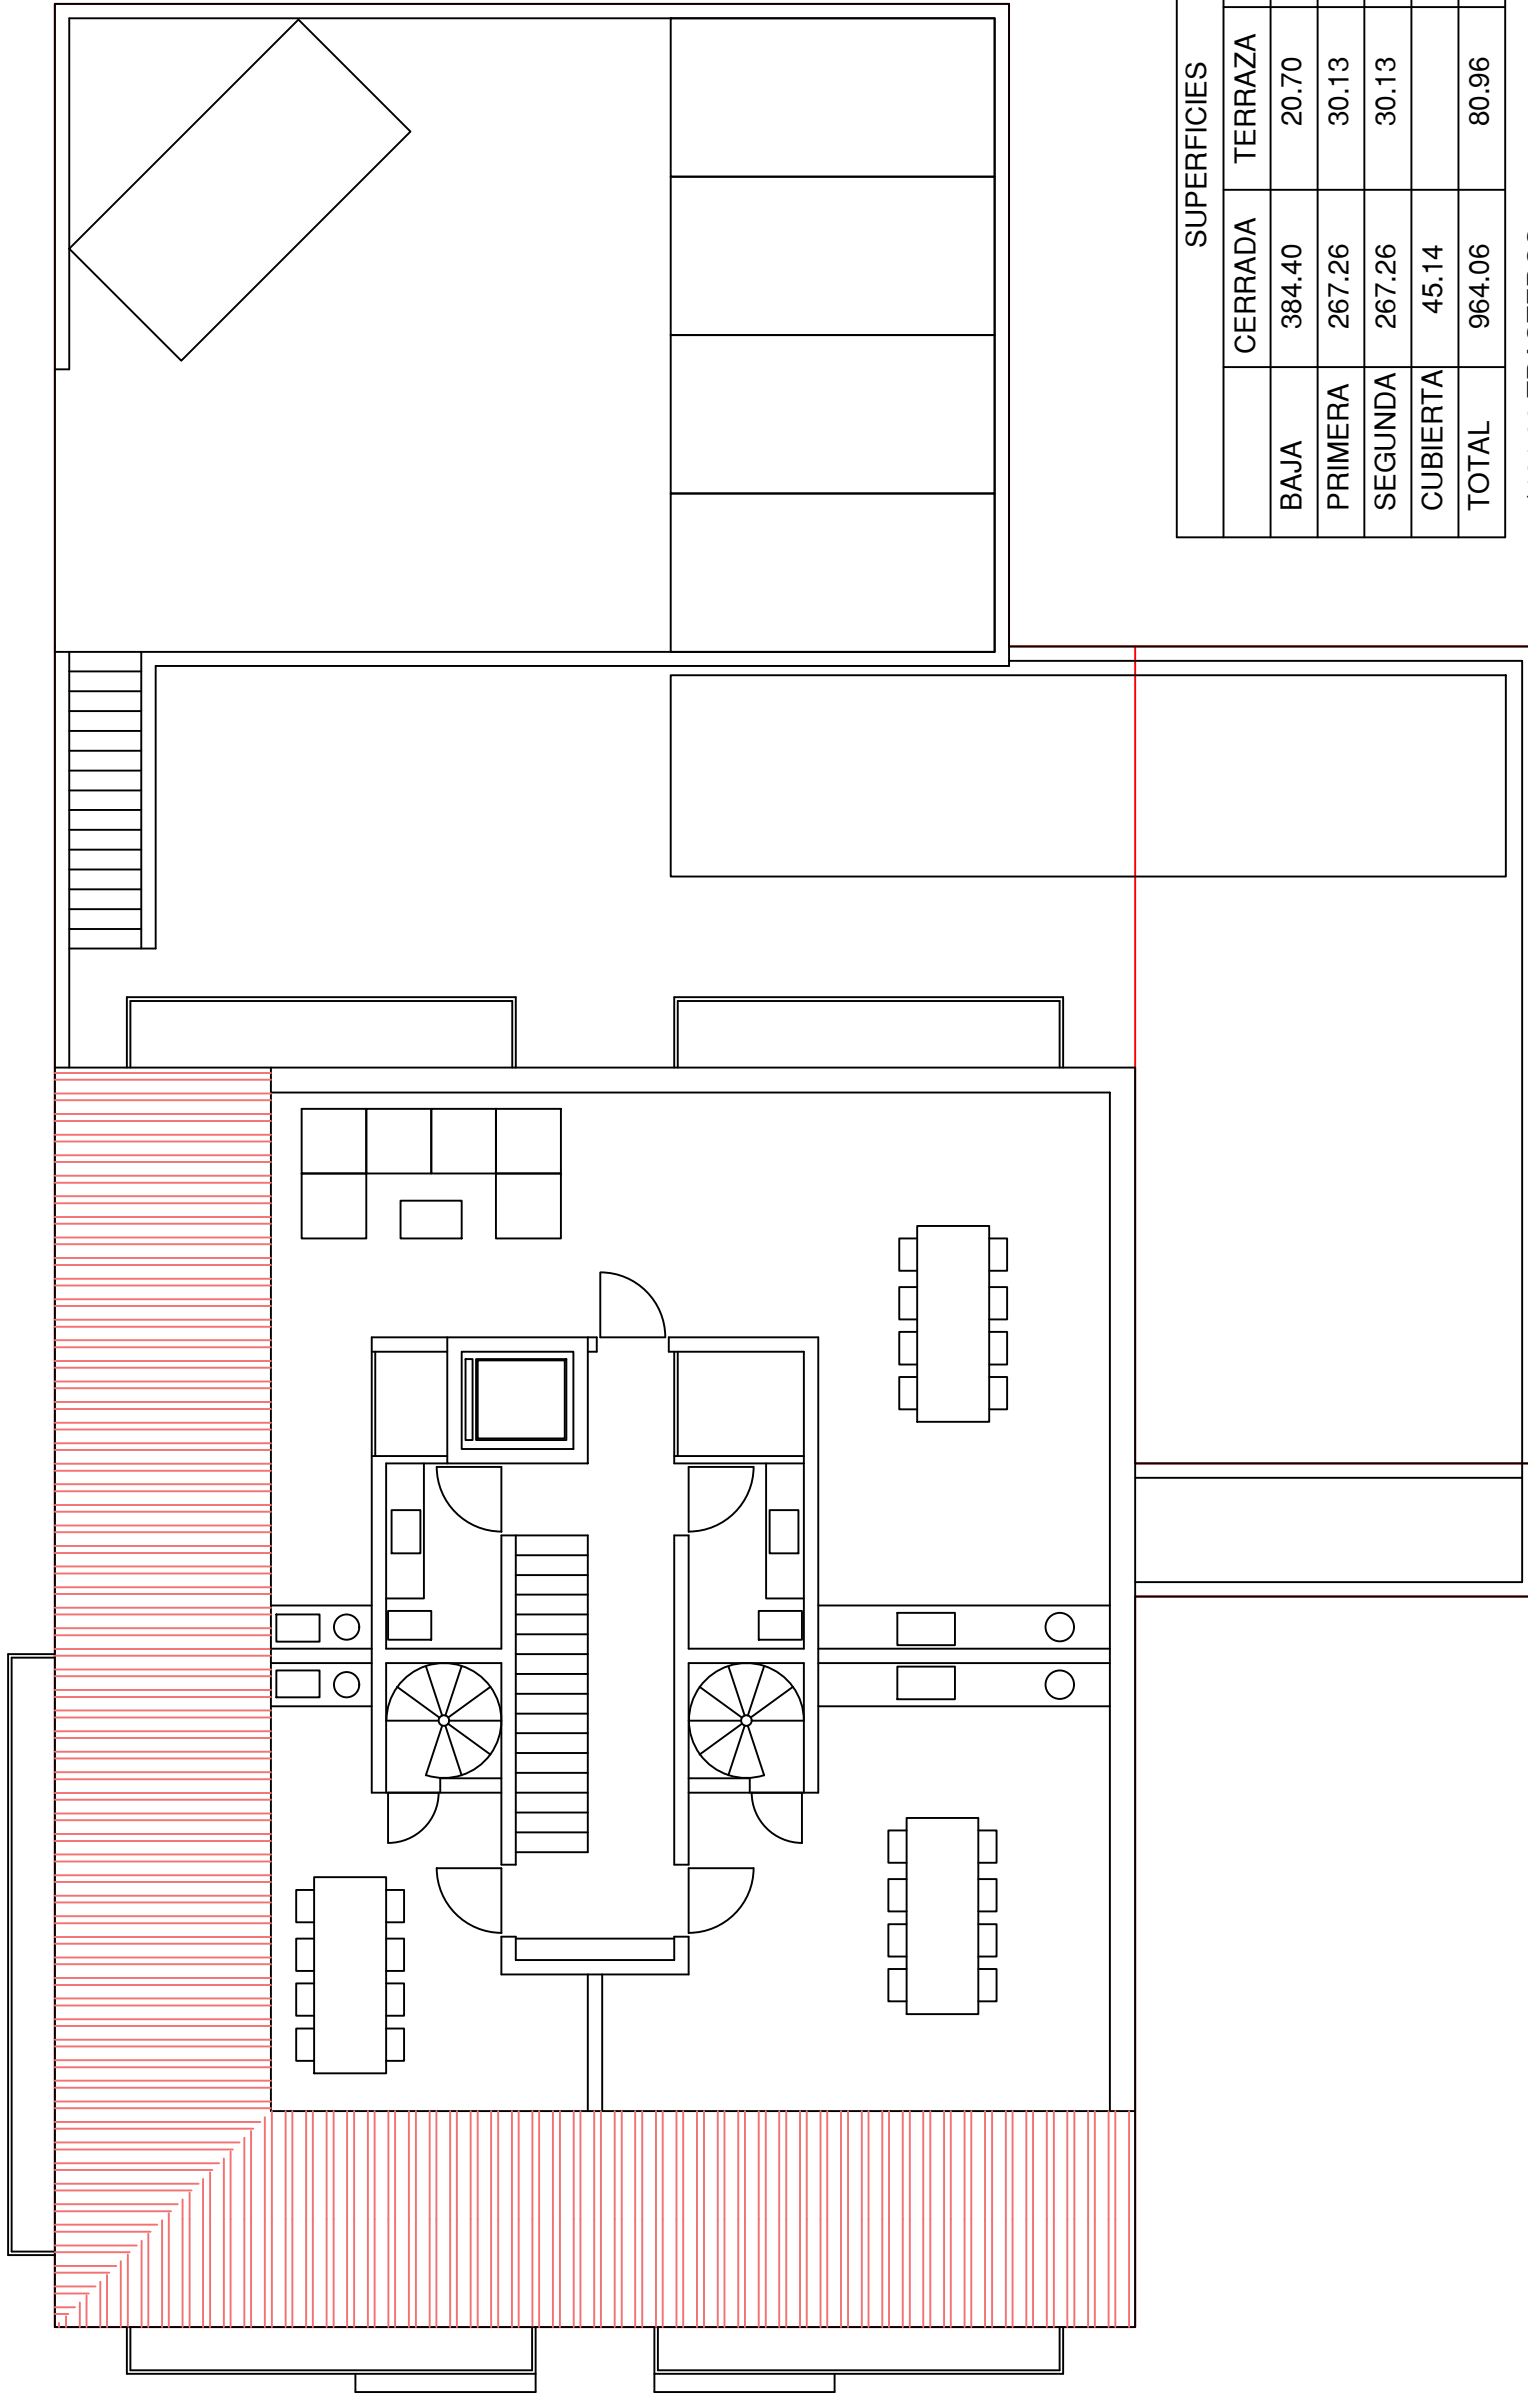 SUPERFICIES
CERRADA TERRAZA
BAJA 384.40 20.70
PRIMERA 267.26 30.13
SEGUNDA 267.26 30.13
CUBIERTA 45.14
TOTAL 964.06 80.96